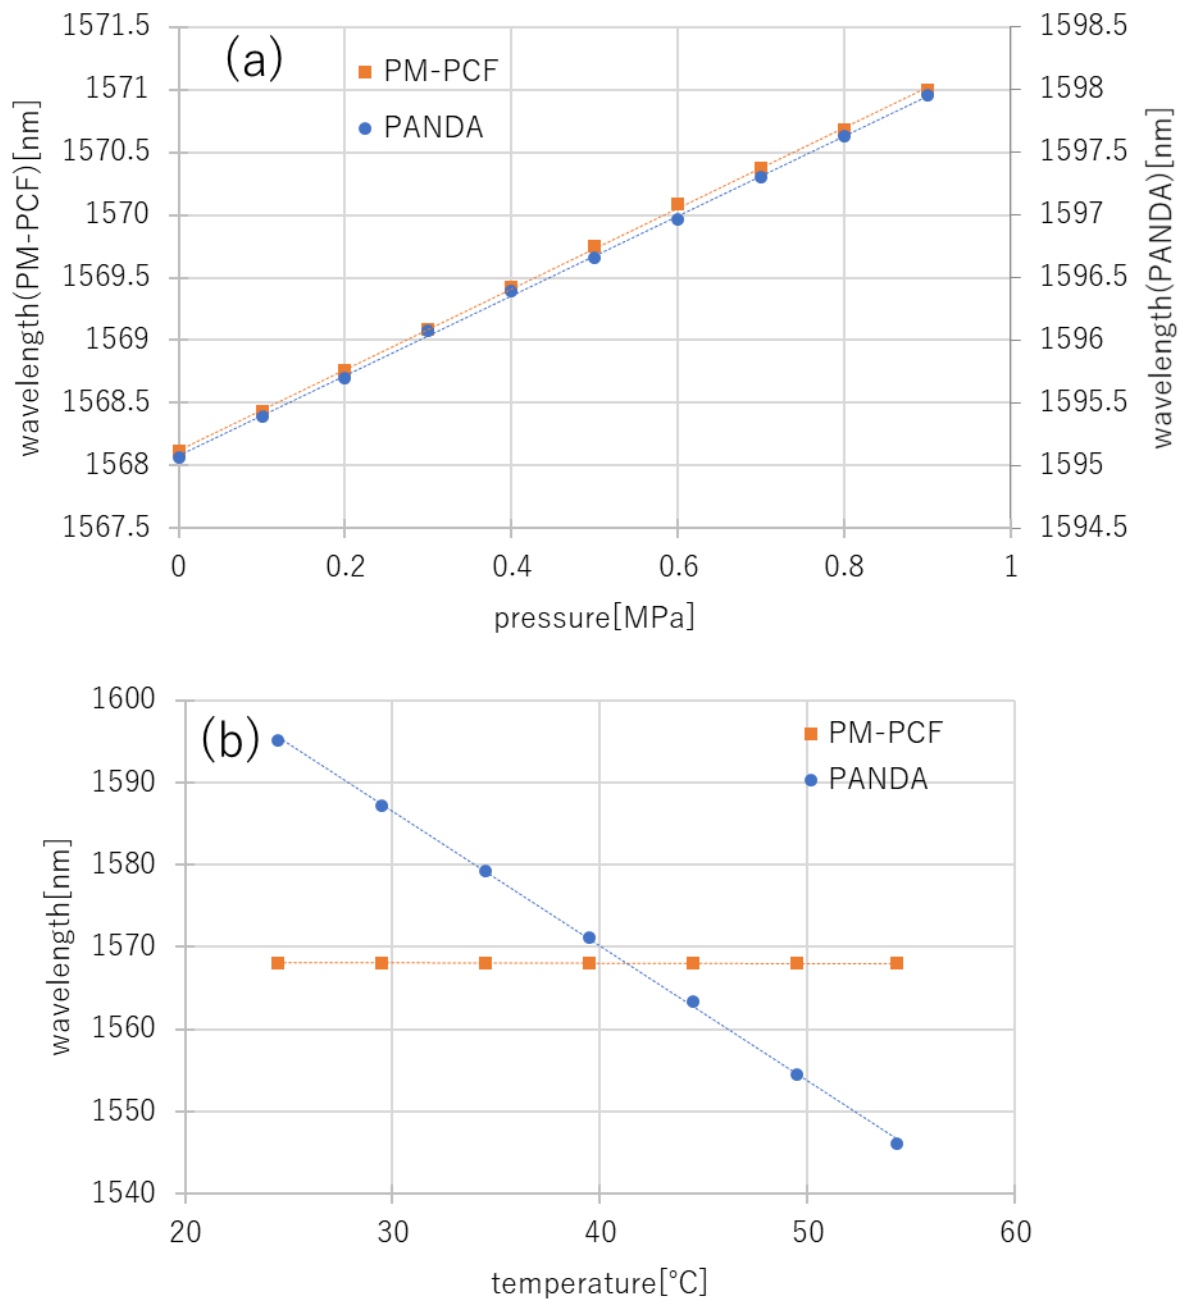 (a)
PM-PCF
PANDA
1571.5
1571
1570.5
1570
1569.5
1569
1568.5
1568
1567.5
wavelength(PM-PCF)[nm]
1598.5
1598
1597.5
1597
1596.5
1596
1595.5
1595
1594.5
wavelength(PANDA)[nm]
0 0.2 0.4 0.6 0.8 1
pressure[MPa]
(b)
PM-PCF
PANDA
1600
1590
1580
1570
1560
1550
1540
wavelength[nm]
20 30 40 50 60
temperature[°C]